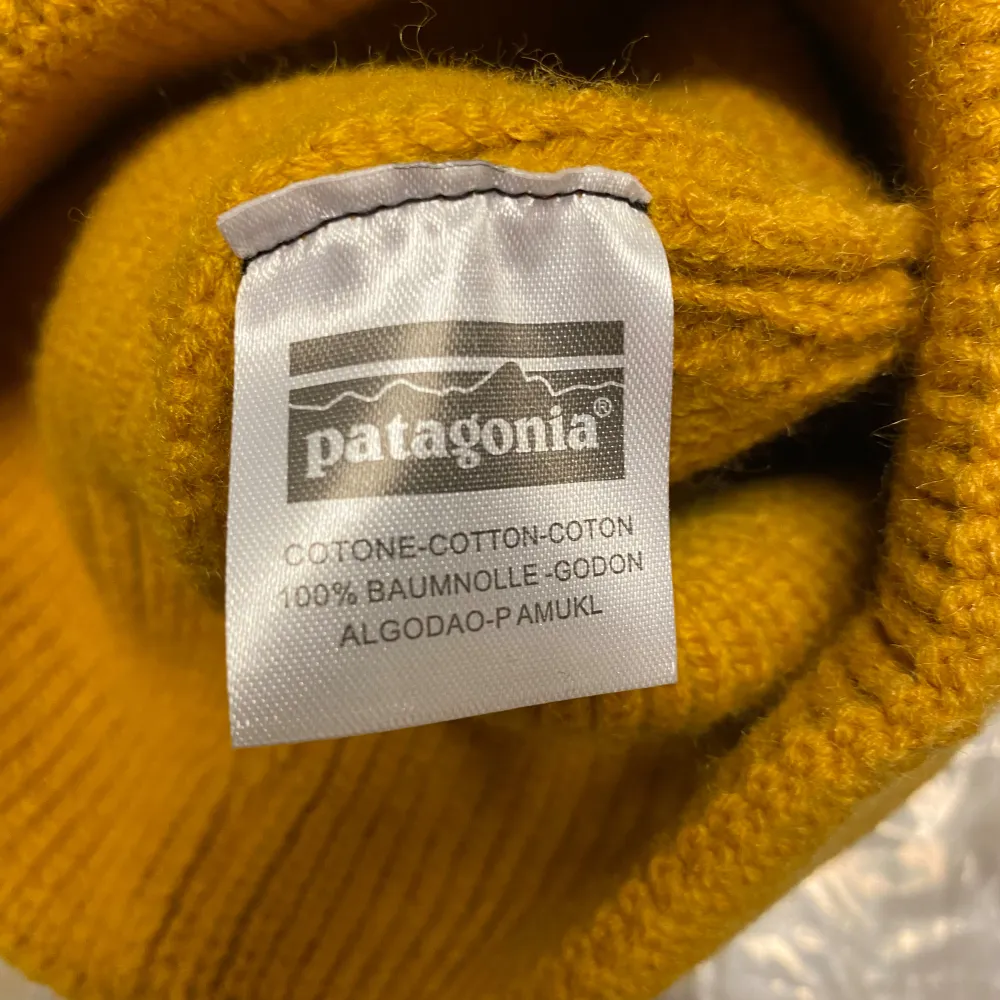 patagonia®
COTONE-COTTON-COTON
100% BAUMNOLLE-GODON
ALGODAO-PAMUKL